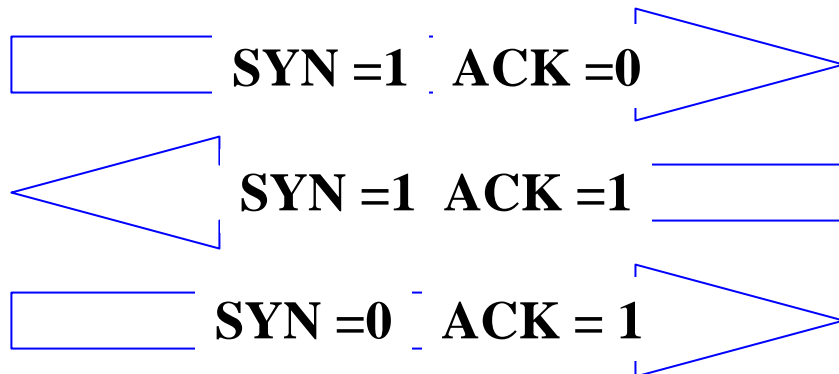 SYN =1 ACK =0
SYN =1 ACK =1
SYN =0 ACK = 1